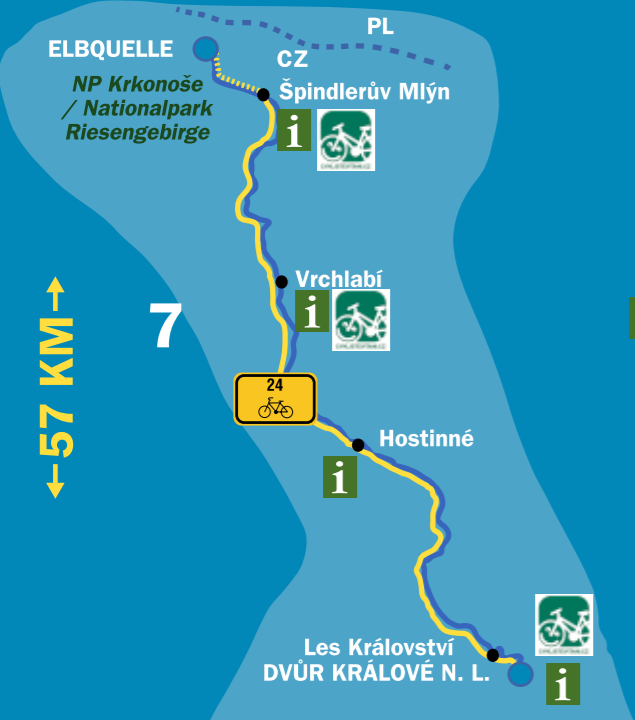 PL
ELBQUELLE
CZ
NP Krkonoše
/ Nationalpark
Riesengebirge
Špindlerův Mlýn
i
Vrchlabí
i
7
←57 KM→
24
Hostinné
i
Les Království
DVŮR KRÁLOVÉ N. L.
i